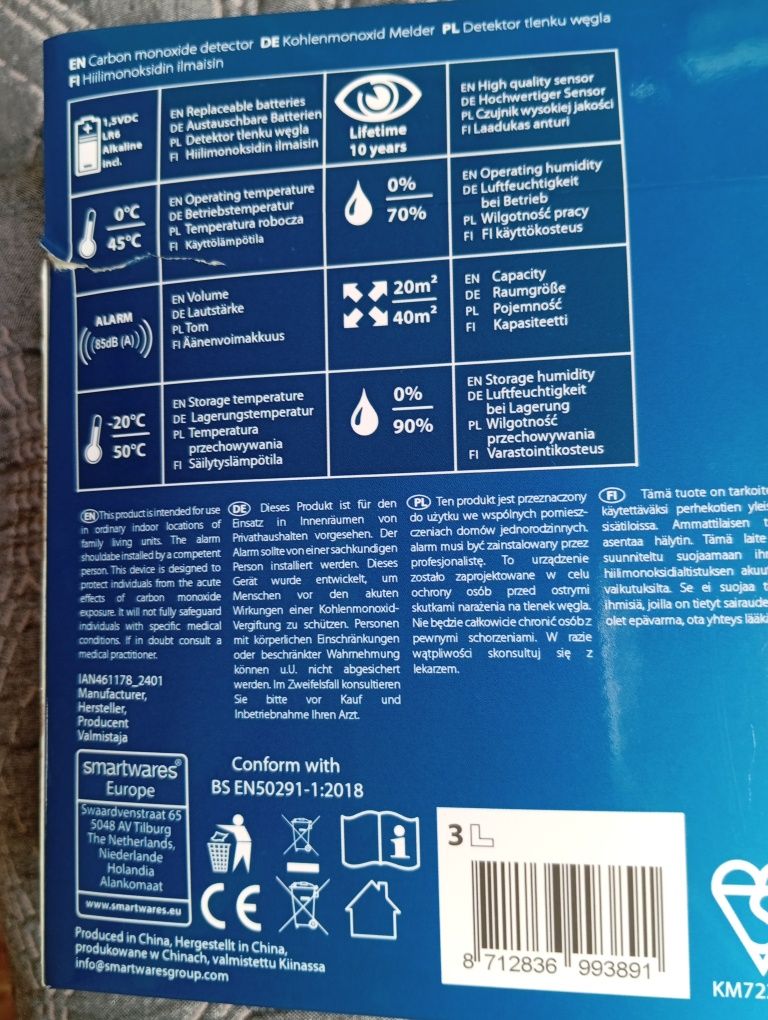 EN Carbon monoxide detector DE Kohlenmonoxid Melder PL Detektor tlenku węgla
FI Hiilimonoksidin ilmaisin
1,5VDC
LR6
Alkaline
incl.
EN Replaceable batteries
DE Austauschbare Batterien
PL Detektor tlenku węgla
FI Hiilimonoksidin ilmaisin
Lifetime
10 years
EN High quality sensor
DE Hochwertiger Sensor
PL Czujnik wysokiej jakości
FI Laadukas anturi
0°C
45°C
EN Operating temperature
DE Betriebstemperatur
PL Temperatura robocza
FI Käyttölämpötila
0%
70%
EN Operating humidity
DE Luftfeuchtigkeit
bei Betrieb
PL Wilgotność pracy
FI FI käyttökosteus
ALARM
85dB (A)
EN Volume
DE Lautstärke
PL Tom
FI Äänenvoimakkuus
20m²
40m²
EN Capacity
DE Raumgröße
PL Pojemność
FI Kapasiteetti
-20°C
50°C
EN Storage temperature
DE Lagerungstemperatur
PL Temperatura
przechowywania
FI Säilytyslämpötila
0%
90%
EN Storage humidity
DE Luftfeuchtigkeit
bei Lagerung
PL Wilgotność
przechowywania
FI Varastointikosteus
EN This product is intended for use
in ordinary indoor locations of
family living units. The alarm
shouldabe installed by a competent
person. This device is designed to
protect individuals from the acute
effects of carbon monoxide
exposure. It will not fully safeguard
individuals with specific medical
conditions. If in doubt consult a
medical practitioner.
DE Dieses Produkt ist für den
Einsatz in Innenräumen von
Privathaushalten vorgesehen. Der
Alarm sollte von einer sachkundigen
Person installiert werden. Dieses
Gerät wurde entwickelt, um
Menschen vor den akuten
Wirkungen einer Kohlenmonoxid-
Vergiftung zu schützen. Personen
mit körperlichen Einschränkungen
oder beschränkter Wahrnehmung
können u.U. nicht abgesichert
werden. Im Zweifelsfall konsultieren
Sie bitte vor Kauf und
Inbetriebnahme Ihren Arzt.
PL Ten produkt jest przeznaczony
do użytku we wspólnych pomiesz-
czeniach domów jednorodzinnych.
alarm musi być zainstalowany przez
profesjonalistę. To urządzenie
zostało zaprojektowane w celu
ochrony osób przed ostrymi
skutkami narażenia na tlenek węgla.
Nie będzie całkowicie chronić osób z
pewnymi schorzeniami. W razie
wątpliwości skonsultuj się z
lekarzem.
FI Tämä tuote on tarkoite
käytettäväksi perhekotien yleis
sisätiloissa. Ammattilaisen t
asentaa hälytin. Tämä laite
suunniteltu suojaamaan ihm
hiilimonoksidialtistuksen akuut
vaikutuksilta. Se ei suojaa t
ihmisiä, joilla on tietyt sairaude
olet epävarma, ota yhteys lääki
IAN461178_2401
Manufacturer,
Hersteller,
Producent
Valmistaja
smartwares®
Europe
Swaardvenstraat 65
5048 AV Tilburg
The Netherlands,
Niederlande
Holandia
Alankomaat
www.smartwares.eu
Conform with
BS EN50291-1:2018
CE
Produced in China, Hergestellt in China,
produkowane w Chinach, valmistettu Kiinassa
info@smartwaresgroup.com
3
8 712836 993891
KM72